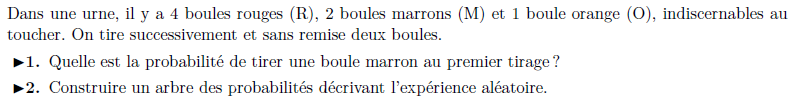 Dans une urne, il y a 4 boules rouges (R), 2 boules marrons (M) et 1 boule orange (O), indiscernables au
toucher. On tire successivement et sans remise deux boules.
▶1. Quelle est la probabilité de tirer une boule marron au premier tirage ?
▶2. Construire un arbre des probabilités décrivant l'expérience aléatoire.